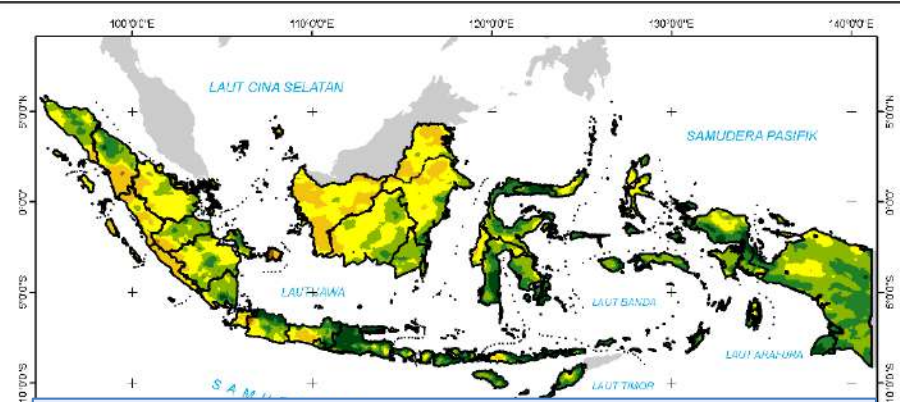 100°0'0"E 110°0'0"E 120°0'0"E 130°0'0"E 140°0'0"E
LAUT CINA SELATAN
5°0'0"N 5°0'0"N
SAMUDERA PASIFIK
0°0'0" 0°0'0"
LAUT JAWA
5°0'0"S 5°0'0"S
LAUT BANDA
LAUT ARAFURA
10°0'0"S 10°0'0"S
S A M U
LAUT TIMOR